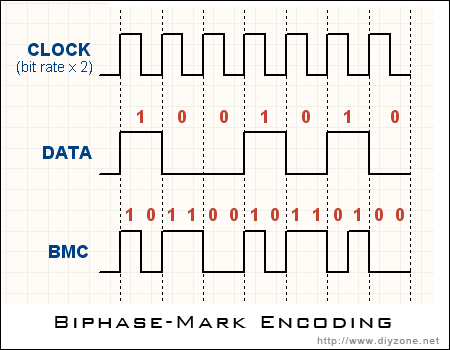 CLOCK
(bit rate x 2)
1 0 0 1 0 1 0
DATA
1 0 1 1 0 0 1 0 1 1 0 1 0 0
BMC
BIPHASE-MARK ENCODING
http://www.diyzone.net